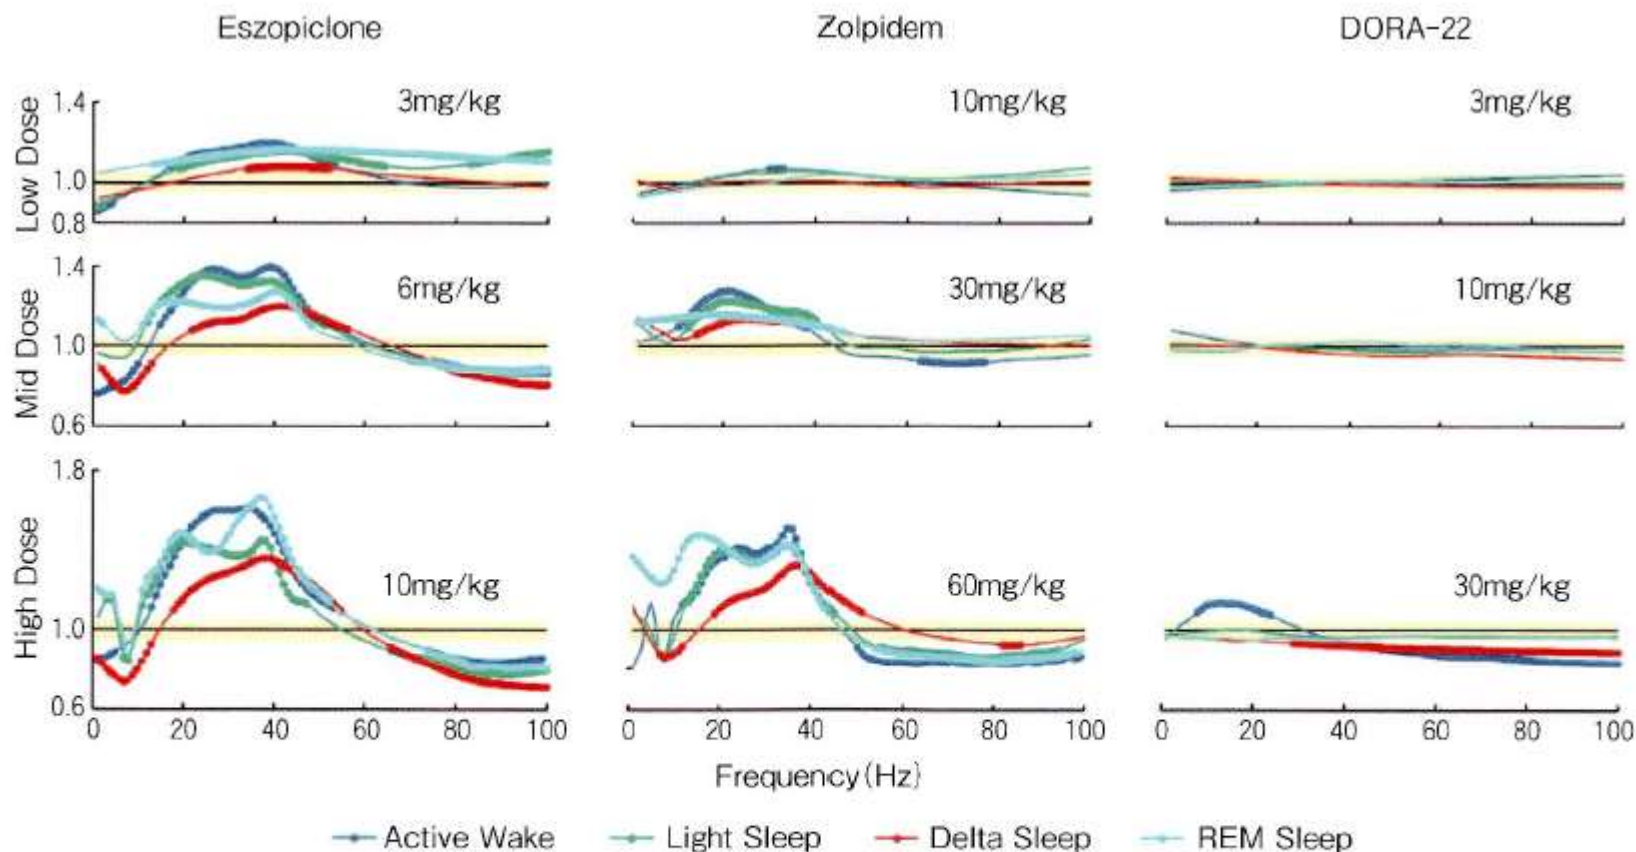 Eszopiclone Zolpidem DORA-22
Low Dose
1.4
1.0
0.8
3mg/kg 10mg/kg 3mg/kg
Mid Dose
1.4
1.0
0.6
6mg/kg 30mg/kg 10mg/kg
High Dose
1.8
1.0
0.6
10mg/kg 60mg/kg 30mg/kg
0 20 40 60 80 100 0 20 40 60 80 100 0 20 40 60 80 100
Frequency(Hz)
Active Wake Light Sleep Delta Sleep REM Sleep